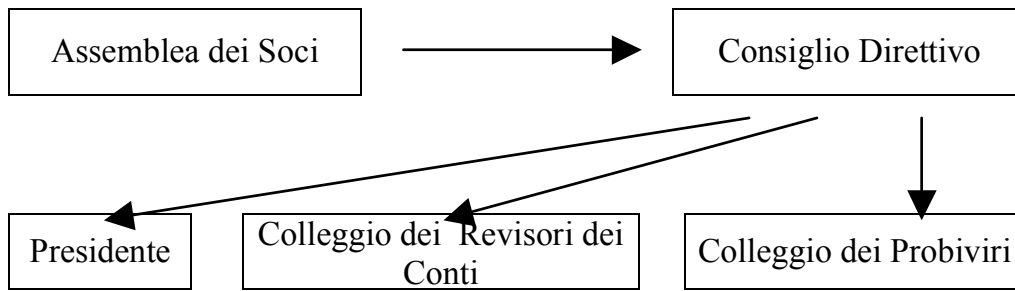 Assemblea dei Soci
Consiglio Direttivo
Presidente
Colleggio dei Revisori dei
Conti
Colleggio dei Probiviri